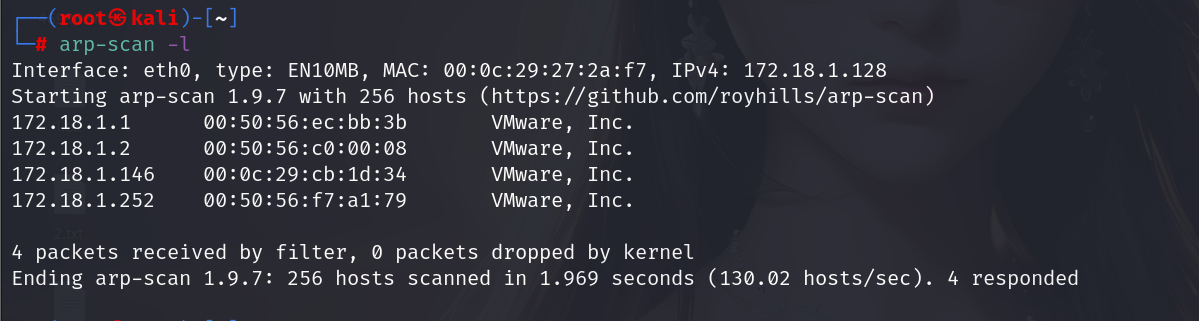 ┌──(root㉿kali)-[~]
└─# arp-scan -l
Interface: eth0, type: EN10MB, MAC: 00:0c:29:27:2a:f7, IPv4: 172.18.1.128
Starting arp-scan 1.9.7 with 256 hosts (https://github.com/royhills/arp-scan)
172.18.1.1      00:50:56:ec:bb:3b       VMware, Inc.
172.18.1.2      00:50:56:c0:00:08       VMware, Inc.
172.18.1.146    00:0c:29:cb:1d:34       VMware, Inc.
172.18.1.252    00:50:56:f7:a1:79       VMware, Inc.
2.txt
4 packets received by filter, 0 packets dropped by kernel
Ending arp-scan 1.9.7: 256 hosts scanned in 1.969 seconds (130.02 hosts/sec). 4 responded